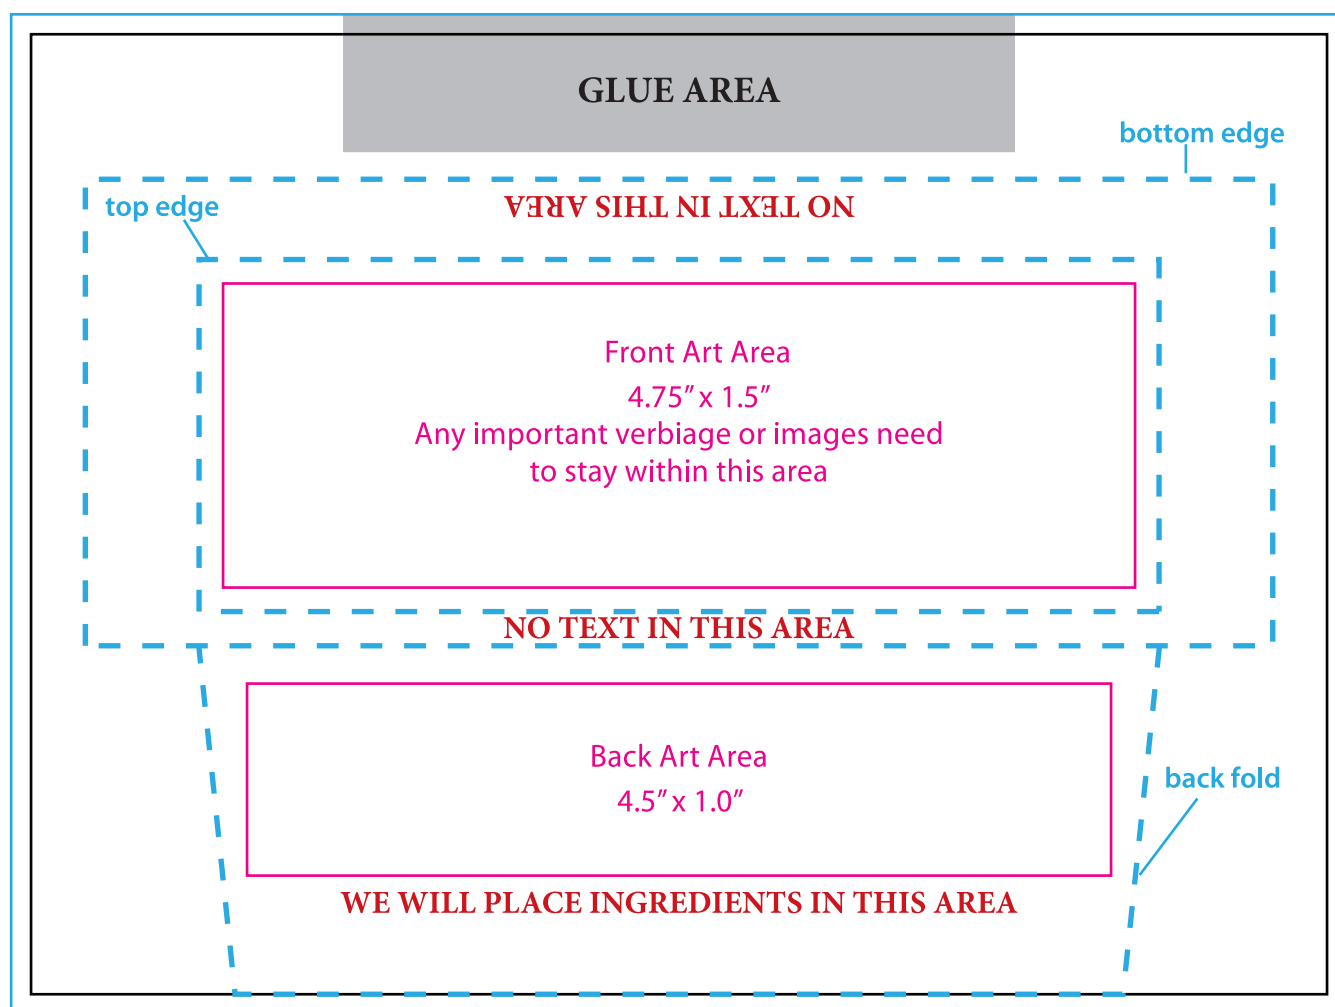 GLUE AREA
bottom edge
NO TEXT IN THIS AREA
top edge
Front Art Area
4.75” x 1.5”
Any important verbiage or images need
to stay within this area
NO TEXT IN THIS AREA
Back Art Area
4.5” x 1.0”
back fold
WE WILL PLACE INGREDIENTS IN THIS AREA